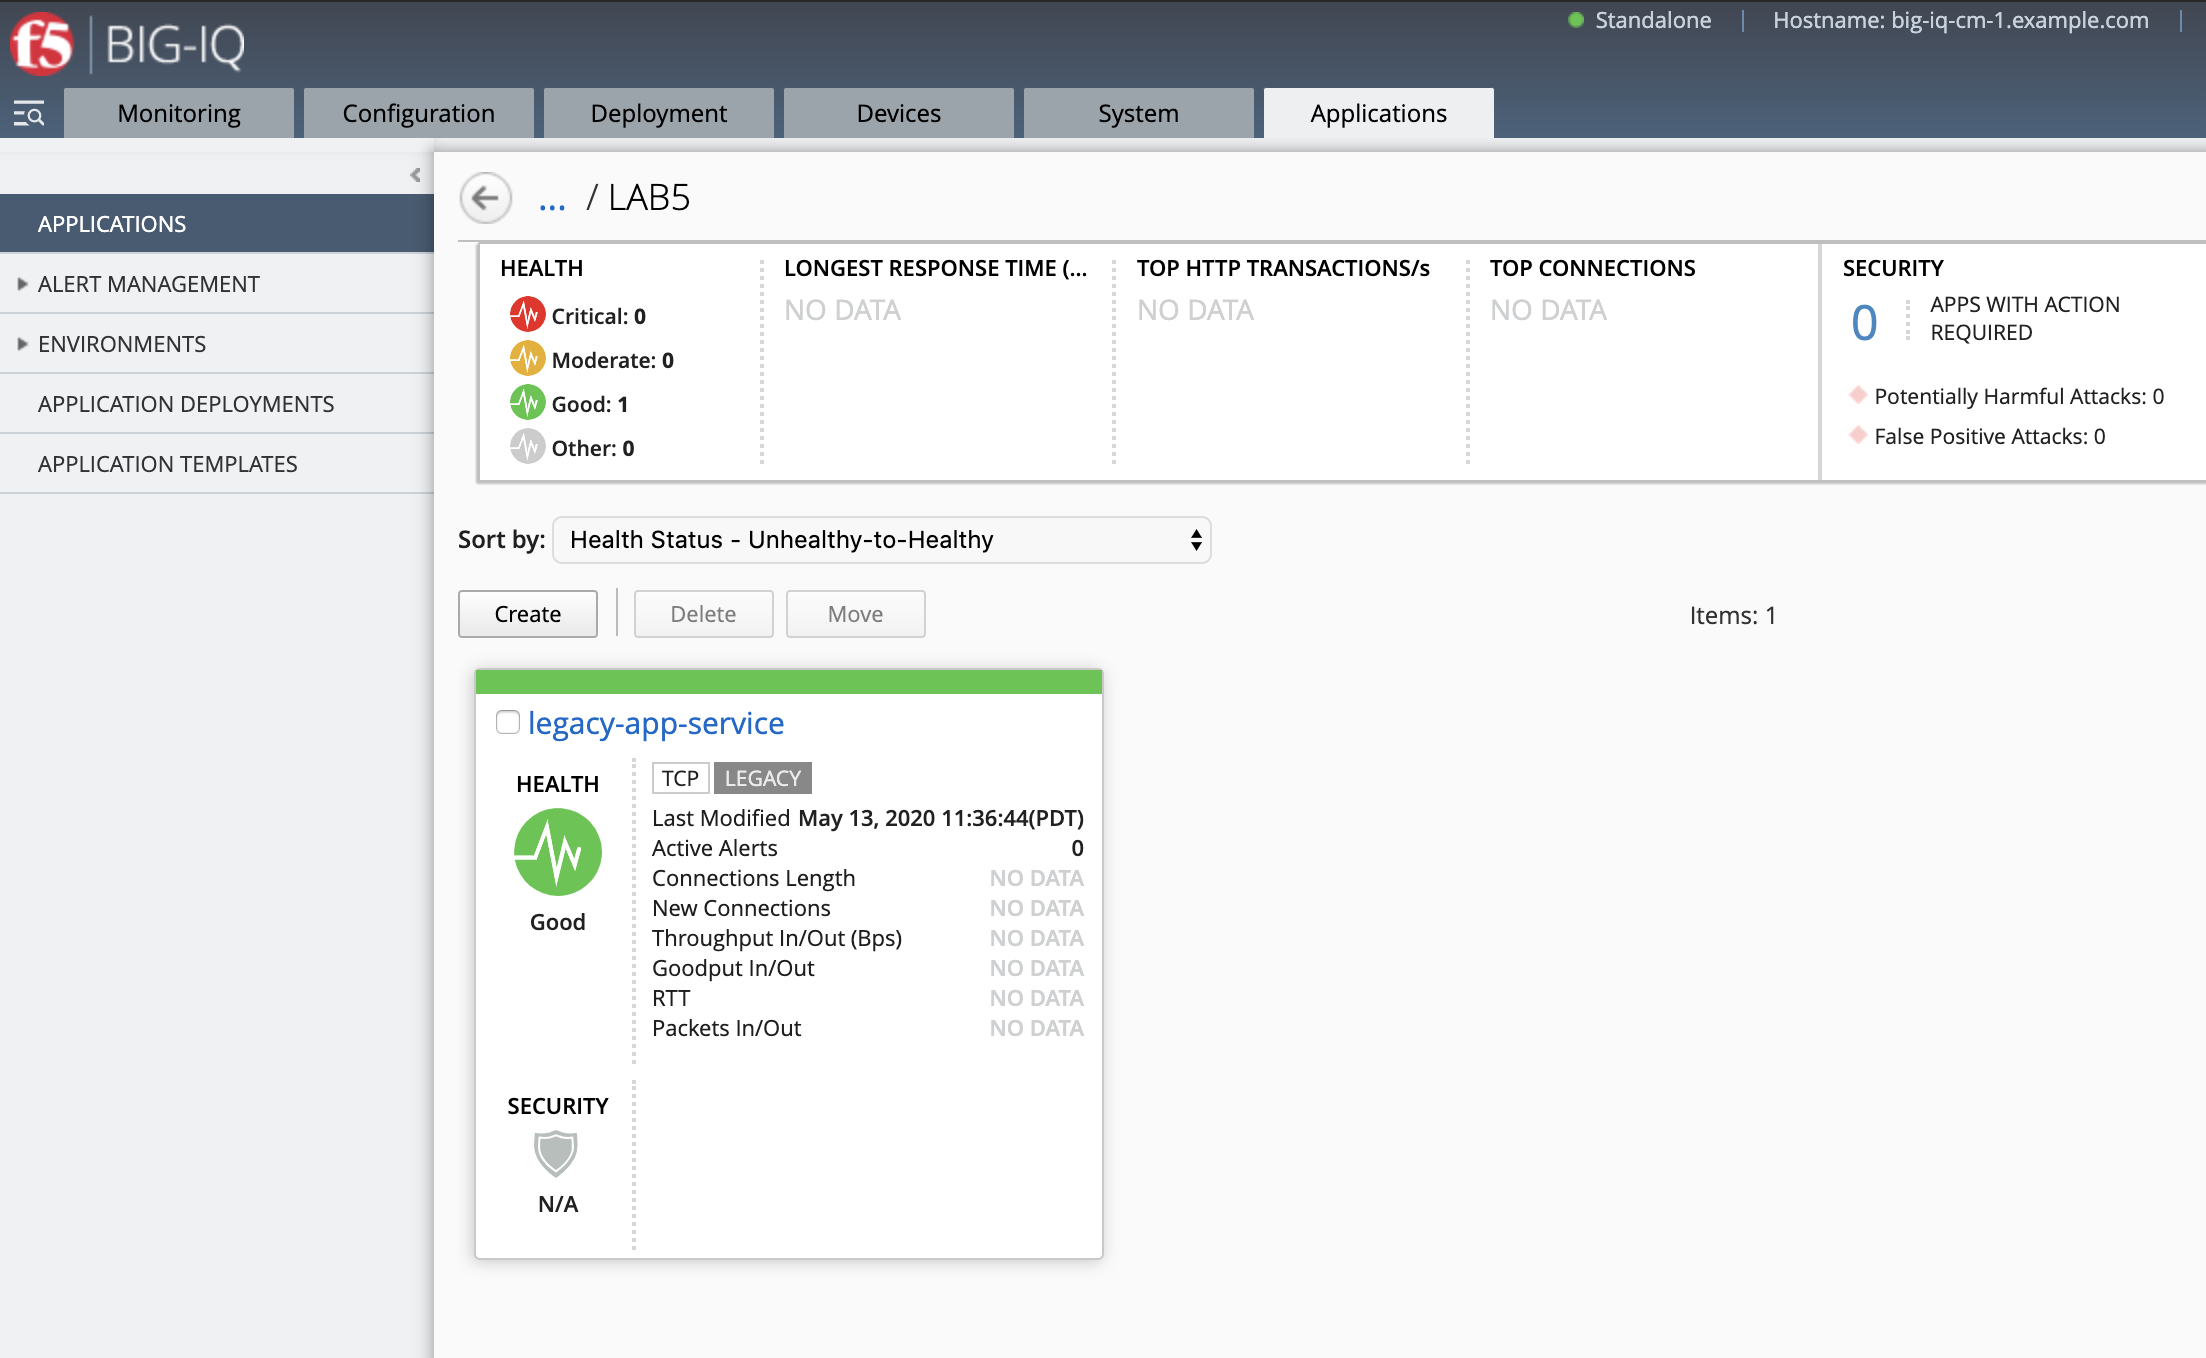 Standalone
Hostname: big-iq-cm-1.example.com
f5 BIG-IQ
Monitoring
Configuration
Deployment
Devices
System
Applications
... / LAB5
APPLICATIONS
ALERT MANAGEMENT
ENVIRONMENTS
APPLICATION DEPLOYMENTS
APPLICATION TEMPLATES
HEALTH
Critical: 0
Moderate: 0
Good: 1
Other: 0
LONGEST RESPONSE TIME (...
NO DATA
TOP HTTP TRANSACTIONS/s
NO DATA
TOP CONNECTIONS
NO DATA
SECURITY
0
APPS WITH ACTION
REQUIRED
Potentially Harmful Attacks: 0
False Positive Attacks: 0
Sort by: Health Status - Unhealthy-to-Healthy
Create
Delete
Move
Items: 1
legacy-app-service
HEALTH
Good
TCP LEGACY
Last Modified May 13, 2020 11:36:44(PDT)
Active Alerts 0
Connections Length NO DATA
New Connections NO DATA
Throughput In/Out (Bps) NO DATA
Goodput In/Out NO DATA
RTT NO DATA
Packets In/Out NO DATA
SECURITY
N/A